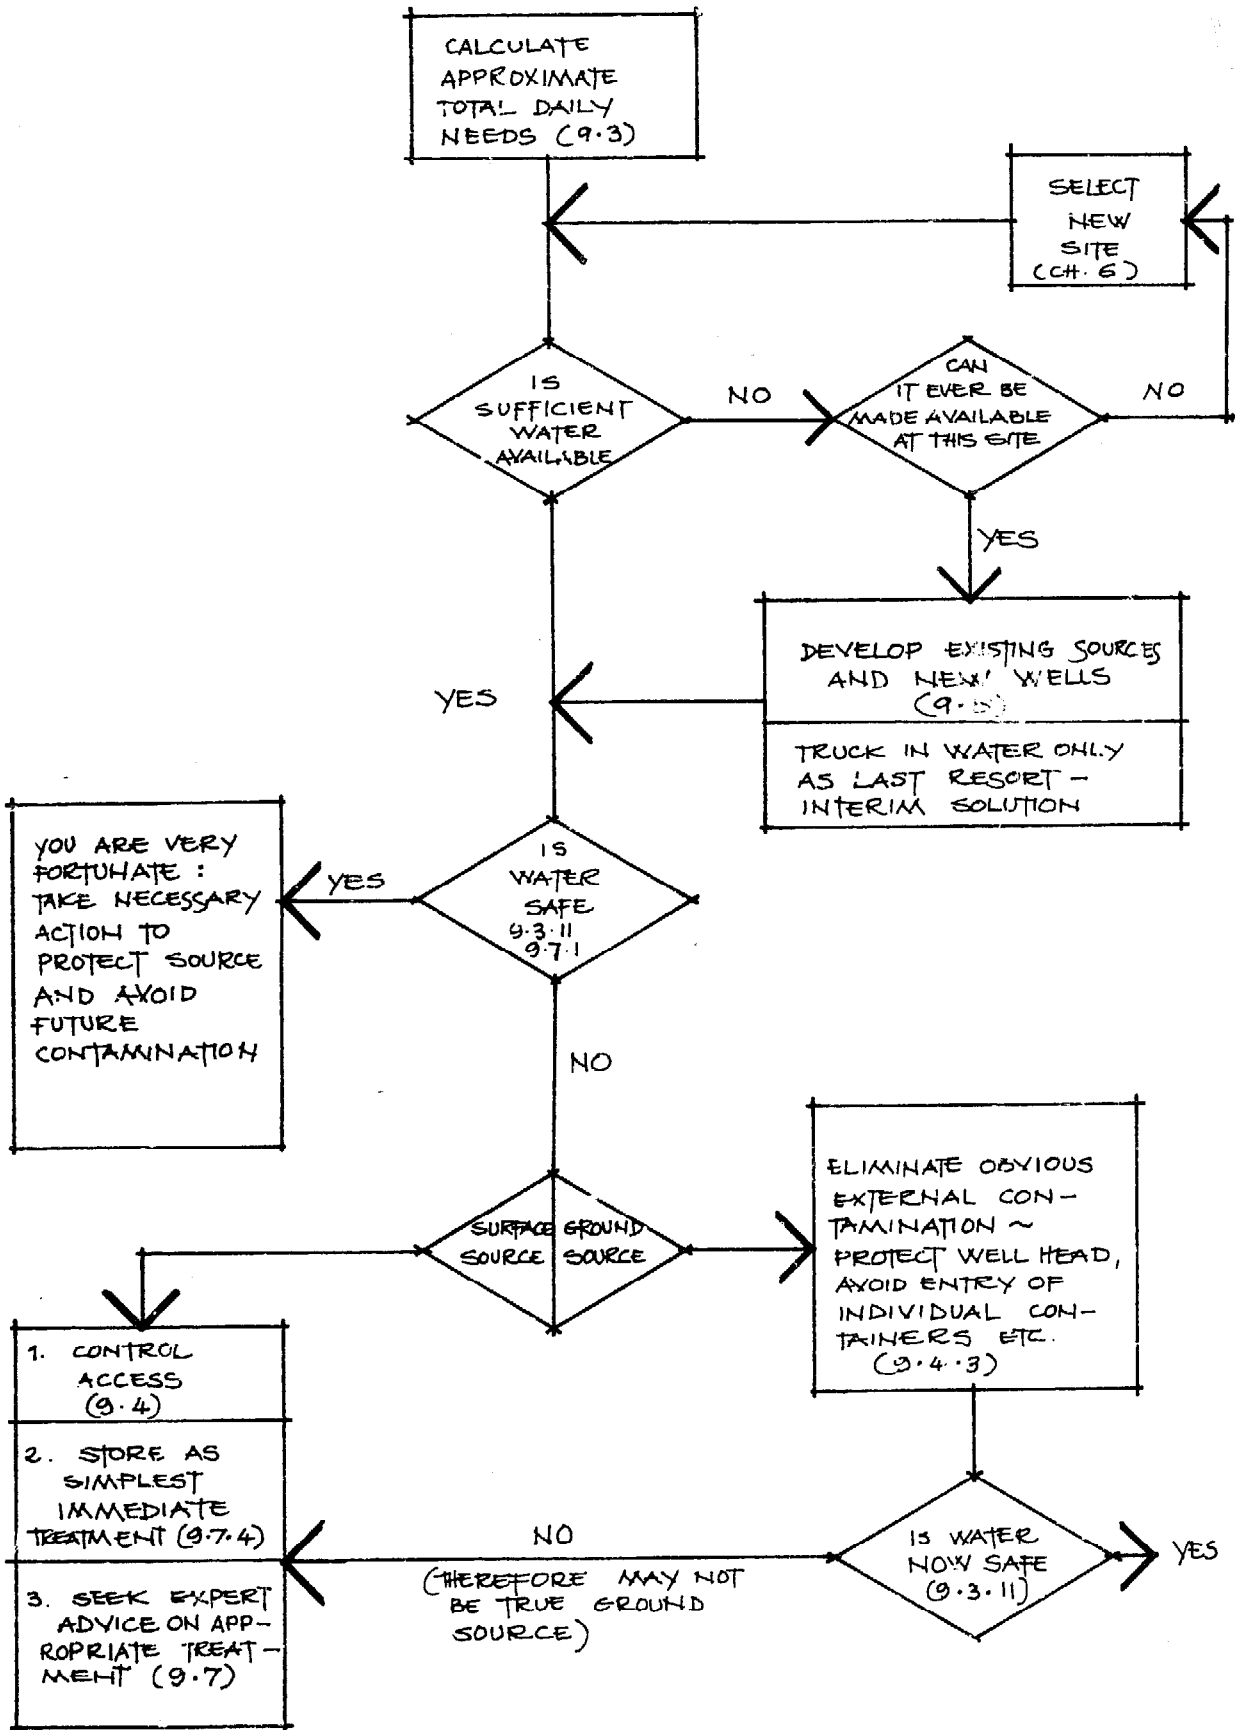 CALCULATE
APPROXIMATE
TOTAL DAILY
NEEDS (9.3)
SELECT
NEW
SITE
(CH. 6)
IS
SUFFICIENT
WATER
AVAILABLE
NO
CAN
IT EVER BE
MADE AVAILABLE
AT THIS SITE
NO
YES
DEVELOP EXISTING SOURCES
AND NEW WELLS
TRUCK IN WATER ONLY
AS LAST RESORT -
INTERIM SOLUTION
YES
IS
WATER
SAFE
9.3.11
9.7.1
YES
YOU ARE VERY
FORTUNATE :
TAKE NECESSARY
ACTION TO
PROTECT SOURCE
AND AVOID
FUTURE
CONTAMINATION
NO
SURFACE GROUND
SOURCE SOURCE
ELIMINATE OBVIOUS
EXTERNAL CON-
TAMINATION ~
PROTECT WELL HEAD,
AVOID ENTRY OF
INDIVIDUAL CON-
TAINERS ETC.
(9.4.3)
1. CONTROL
ACCESS
(9.4)
2. STORE AS
SIMPLEST
IMMEDIATE
TREATMENT (9.7.4)
3. SEEK EXPERT
ADVICE ON APP-
ROPRIATE TREAT-
MENT (9.7)
NO
(THEREFORE MAY NOT
BE TRUE GROUND
SOURCE)
IS WATER
NOW SAFE
(9.3.11)
YES